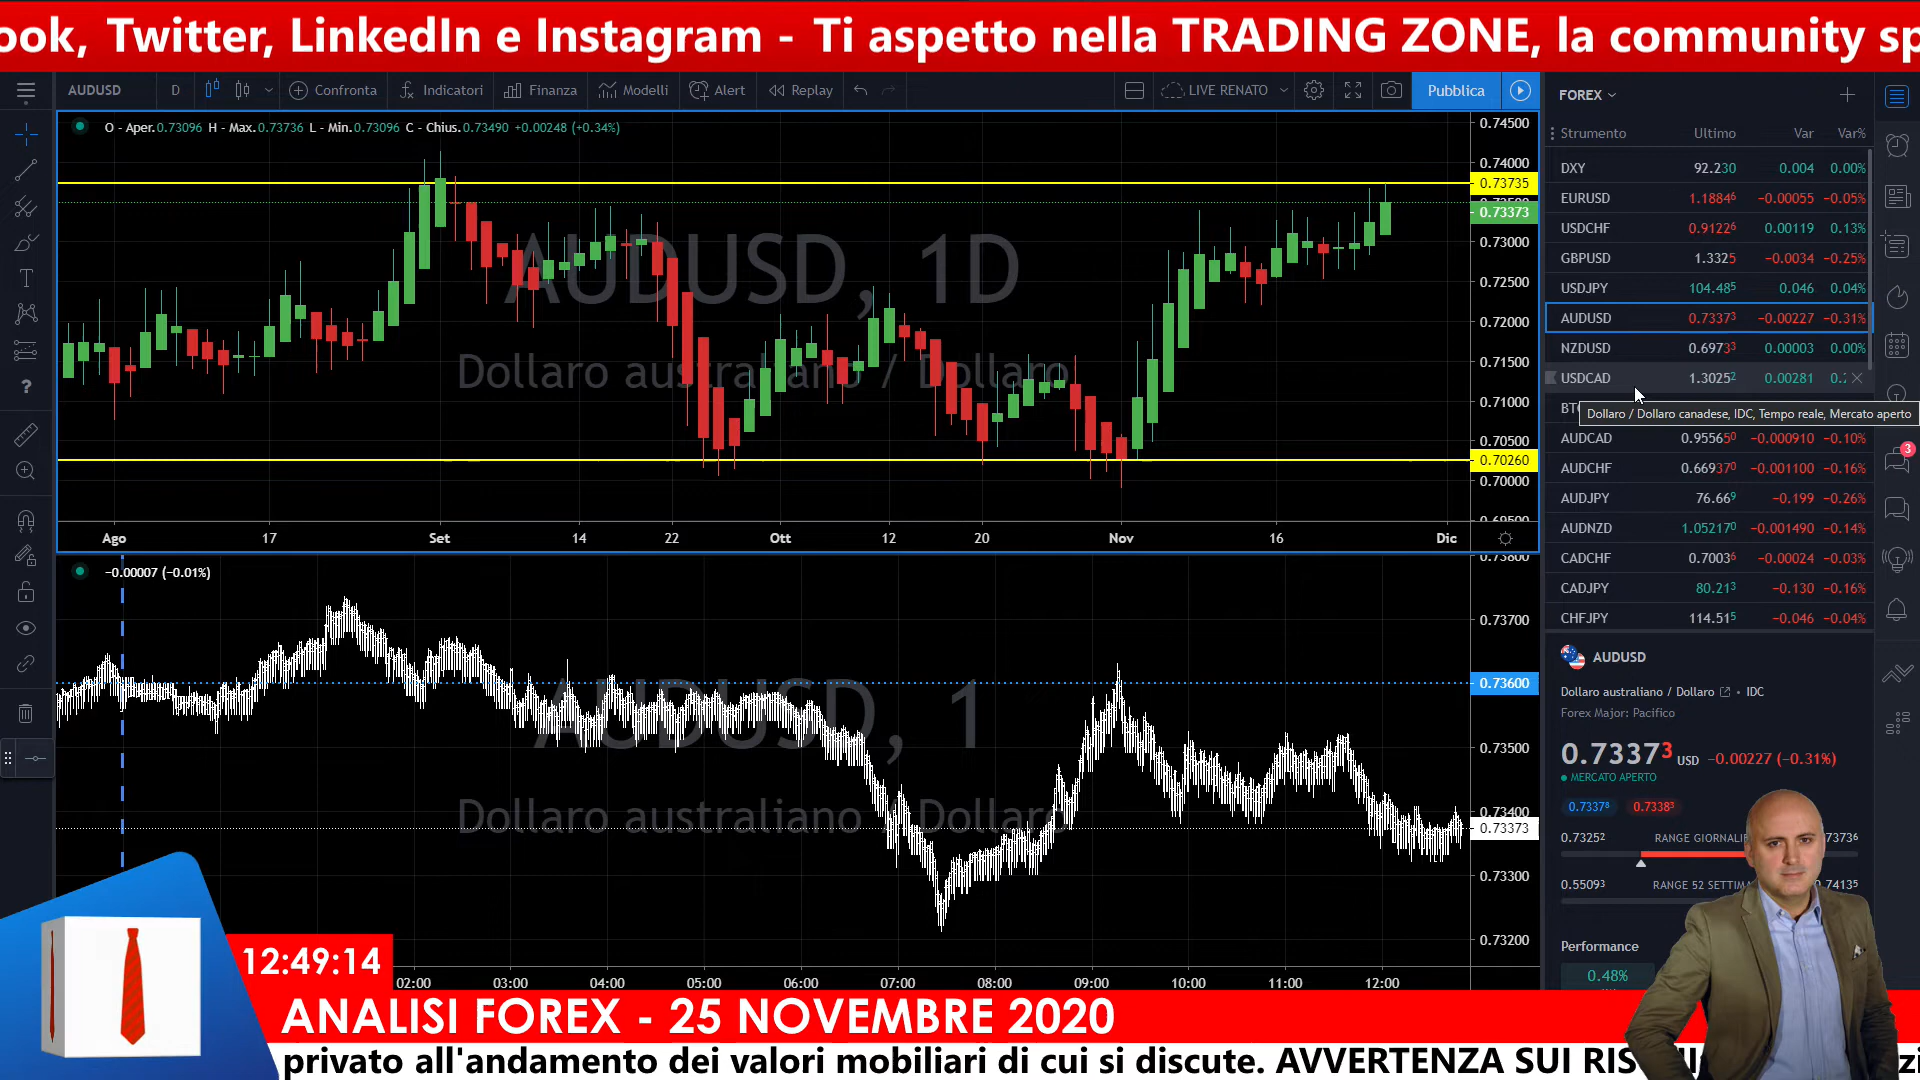 ook, Twitter, LinkedIn e Instagram - Ti aspetto nella TRADING ZONE, la community sp
AUDUSD D Confronta Indicatori Finanza Modelli Alert Replay LIVE RENATO Pubblica
O - Aper.0.73096 H - Max.0.73736 L - Min.0.73096 C - Chius.0.73490 +0.00248 (+0.34%)
AUDUSD, 1D
Dollaro australiano / Dollaro
0.74500
0.74000
0.73735
0.73373
0.73000
0.72500
0.72000
0.71500
0.71000
0.70500
0.70260
0.70000
Ago 17 Set 14 22 Ott 12 20 Nov 16 Dic
−0.00007 (−0.01%)
AUDUSD, 1
Dollaro australiano / Dollaro
0.73800
0.73700
0.73600
0.73500
0.73400
0.73373
0.73300
0.73200
02:00 03:00 04:00 05:00 06:00 07:00 08:00 09:00 10:00 11:00 12:00
FOREX
Strumento Ultimo Var Var%
DXY 92.230 0.004 0.00%
EURUSD 1.18846 −0.00055 −0.05%
USDCHF 0.91226 0.00119 0.13%
GBPUSD 1.3325 −0.0034 −0.25%
USDJPY 104.485 0.046 0.04%
AUDUSD 0.73373 −0.00227 −0.31%
NZDUSD 0.69733 0.00003 0.00%
USDCAD 1.30252 0.00281
Dollaro / Dollaro canadese, IDC, Tempo reale, Mercato aperto
AUDCAD 0.955650 −0.000910 −0.10%
AUDCHF 0.669370 −0.001100 −0.16%
AUDJPY 76.669 −0.199 −0.26%
AUDNZD 1.052170 −0.001490 −0.14%
CADCHF 0.70036 −0.00024 −0.03%
CADJPY 80.213 −0.130 −0.16%
CHFJPY 114.515 −0.046 −0.04%
3
AUDUSD
Dollaro australiano / Dollaro • IDC
Forex Major: Pacifico
0.73373 USD −0.00227 (−0.31%)
MERCATO APERTO
0.73378 0.73383
0.73252 RANGE GIORNALI 73736
0.55093 RANGE 52 SETTIM 0.74135
Performance
0.48%
12:49:14
ANALISI FOREX - 25 NOVEMBRE 2020
privato all'andamento dei valori mobiliari di cui si discute. AVVERTENZA SUI RIS